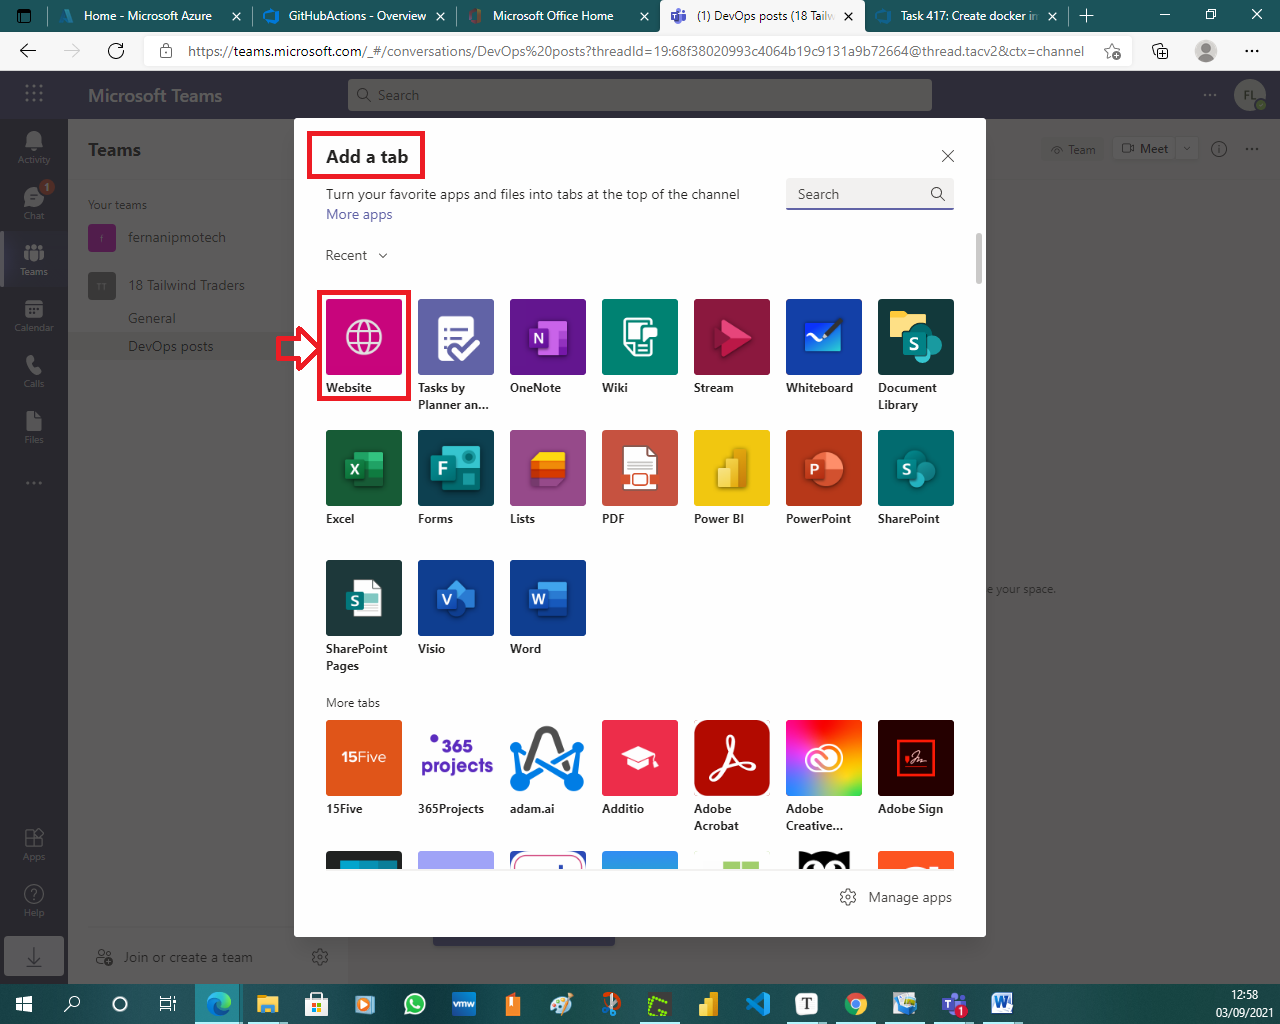 Home - Microsoft Azure
GitHubActions - Overview
Microsoft Office Home
(1) DevOps posts (18 Tailw
Task 417: Create docker im
https://teams.microsoft.com/_#/conversations/DevOps%20posts?threadId=19:68f38020993c4064b19c9131a9b72664@thread.tacv2&ctx=channel
Microsoft Teams
Search
FL
Activity
1
Chat
Teams
Calendar
Calls
Files
Apps
Help
Teams
Your teams
f
fernanipmotech
TT
18 Tailwind Traders
General
DevOps posts
Join or create a team
Team
Meet
e your space.
Add a tab
Turn your favorite apps and files into tabs at the top of the channel
More apps
Search
Recent
Website
Tasks by
Planner an...
N
OneNote
Wiki
Stream
Whiteboard
S
Document
Library
X
Excel
F
Forms
Lists
PDF
Power BI
P
PowerPoint
S
SharePoint
S
SharePoint
Pages
V
Visio
W
Word
More tabs
15Five
15Five
365
projects
365Projects
adam.ai
Additio
Adobe
Acrobat
Adobe
Creative...
Adobe Sign
Manage apps
vmw
T
1
W
12:58
03/09/2021